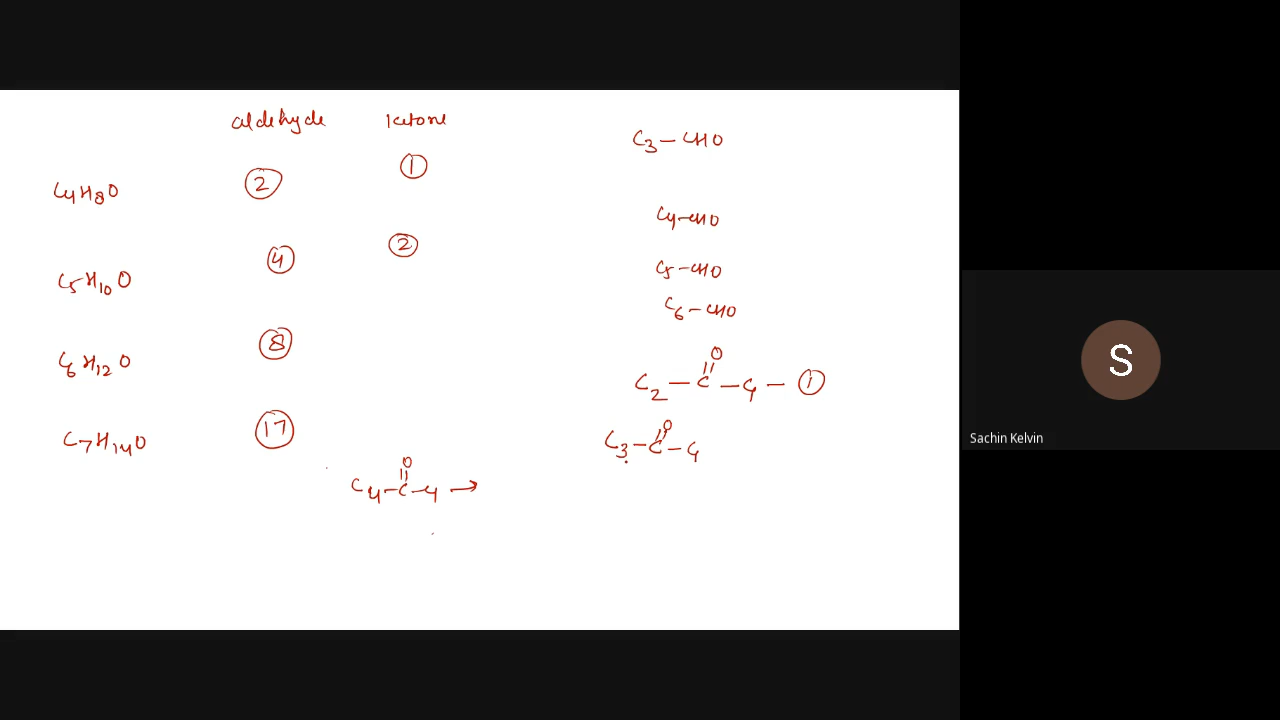 aldehyde ketone
C3 - CHO
①
C4H8O ②
C4 - CHO
④ ②
C5 - CHO
C5H10O
C6 - CHO
⑧
C6H12O
O
C2 - C - C1 - ①
⑰
C7H14O
O
C3 - C - C1
O
C4 - C - C1 →
S
Sachin Kelvin